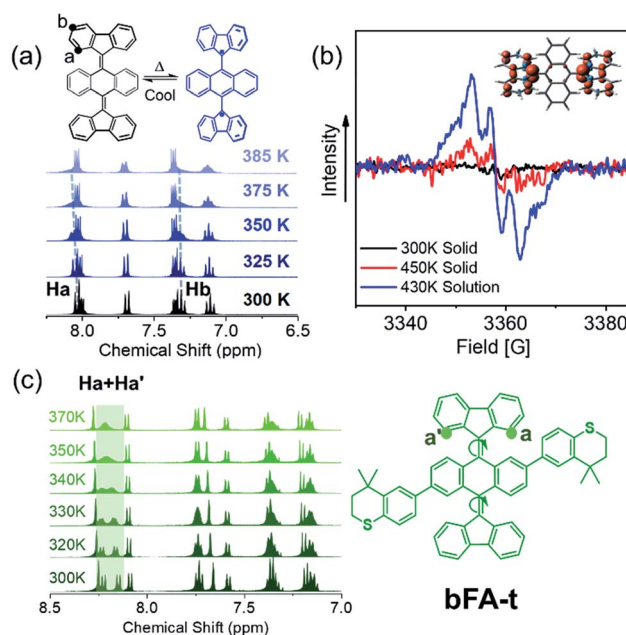 (a)
b
a
Δ
Cool
385 K
375 K
350 K
325 K
Ha
Hb
300 K
8.0 7.5 7.0 6.5
Chemical Shift (ppm)
(b)
Intensity
300K Solid
450K Solid
430K Solution
3340 3360 3380
Field [G]
(c)
Ha+Ha'
370K
350K
340K
330K
320K
300K
8.5 8.0 7.5 7.0
Chemical Shift (ppm)
a'
a
S
S
bFA-t